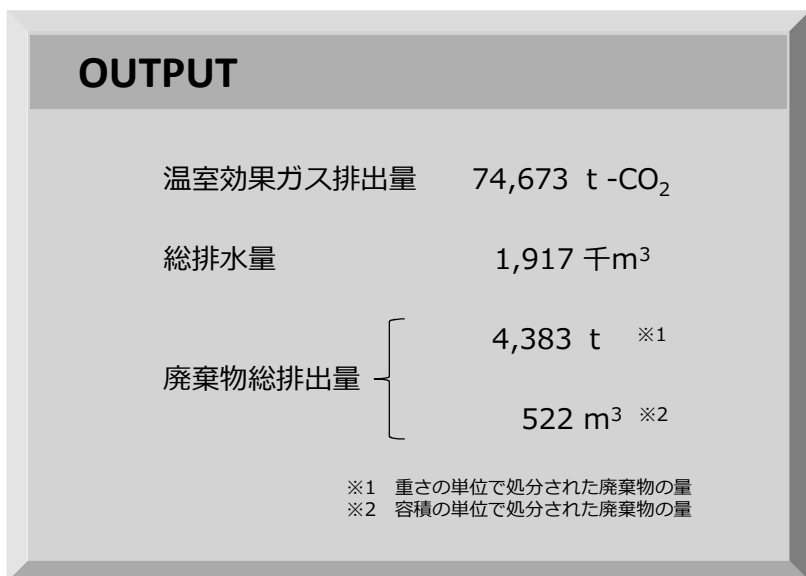 OUTPUT
温室効果ガス排出量 74,673 t -CO₂
総排水量 1,917 千m³
4,383 t ※1
廃棄物総排出量
522 m³ ※2
※1 重さの単位で処分された廃棄物の量
※2 容積の単位で処分された廃棄物の量